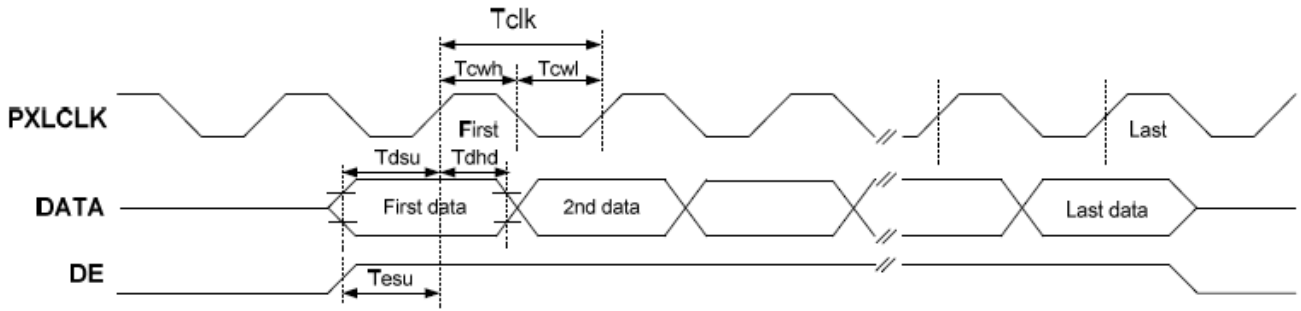 Tclk
Tcwh Tcwl
PXLCLK
First Last
Tdsu Tdhd
DATA First data 2nd data Last data
DE
Tesu